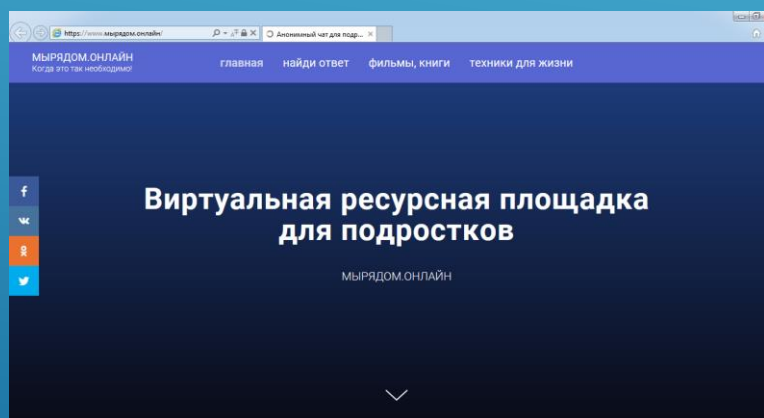 https://www.мырядом.онлайн/
Анонимный чат для подр...
МЫРЯДОМ.ОНЛАЙН
Когда это так необходимо!
главная найди ответ фильмы, книги техники для жизни
Виртуальная ресурсная площадка
для подростков
МЫРЯДОМ.ОНЛАЙН